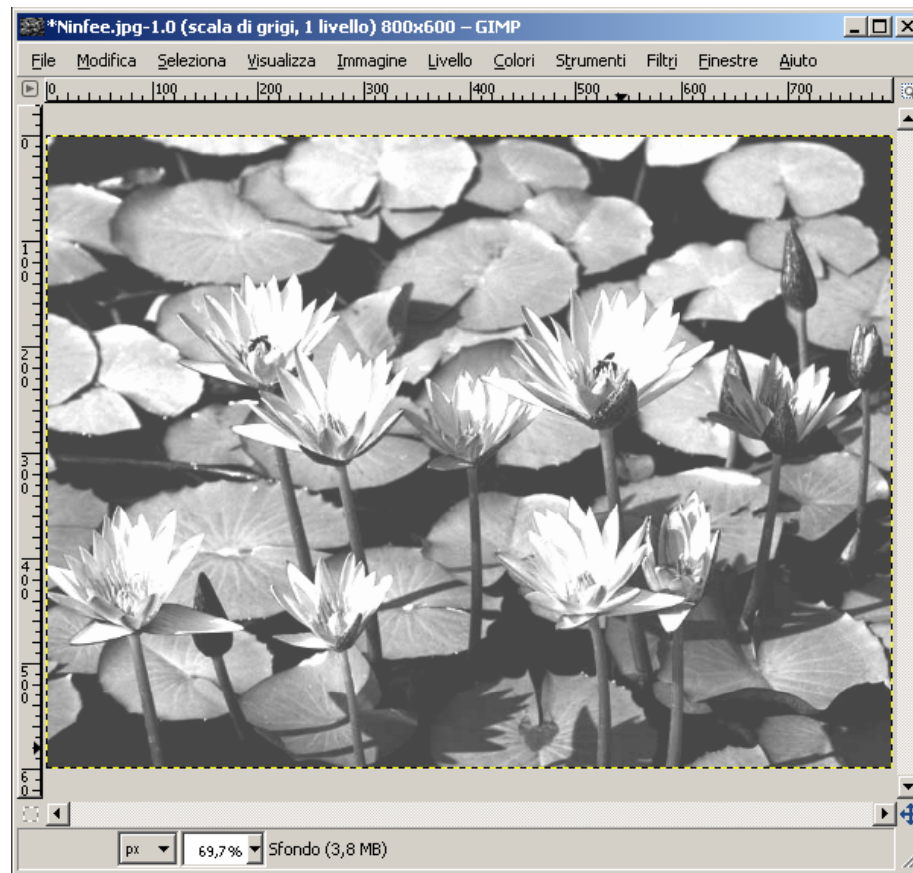 *Ninfee.jpg-1.0 (scala di grigi, 1 livello) 800x600 – GIMP
File Modifica Seleziona Visualizza Immagine Livello Colori Strumenti Filtri Finestre Aiuto
0 100 200 300 400 500 600 700
0
100
200
300
400
500
60
px 69,7% Sfondo (3,8 MB)